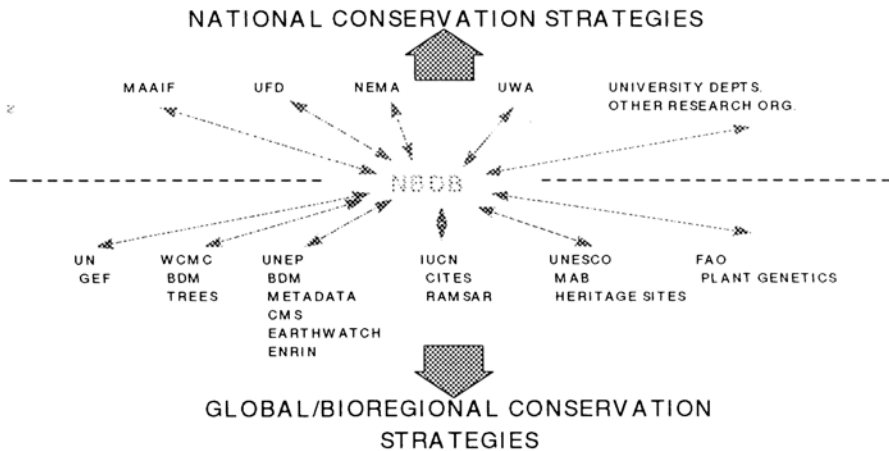 NATIONAL CONSERVATION STRATEGIES
MAAIF UFD NEMA UWA UNIVERSITY DEPTS.
OTHER RESEARCH ORG.
NBDB
UN WCMC UNEP IUCN UNESCO FAO
GEF BDM BDM CITES MAB PLANT GENETICS
TREES METADATA RAMSAR HERITAGE SITES
CMS
EARTHWATCH
ENRIN
GLOBAL/BIOREGIONAL CONSERVATION
STRATEGIES